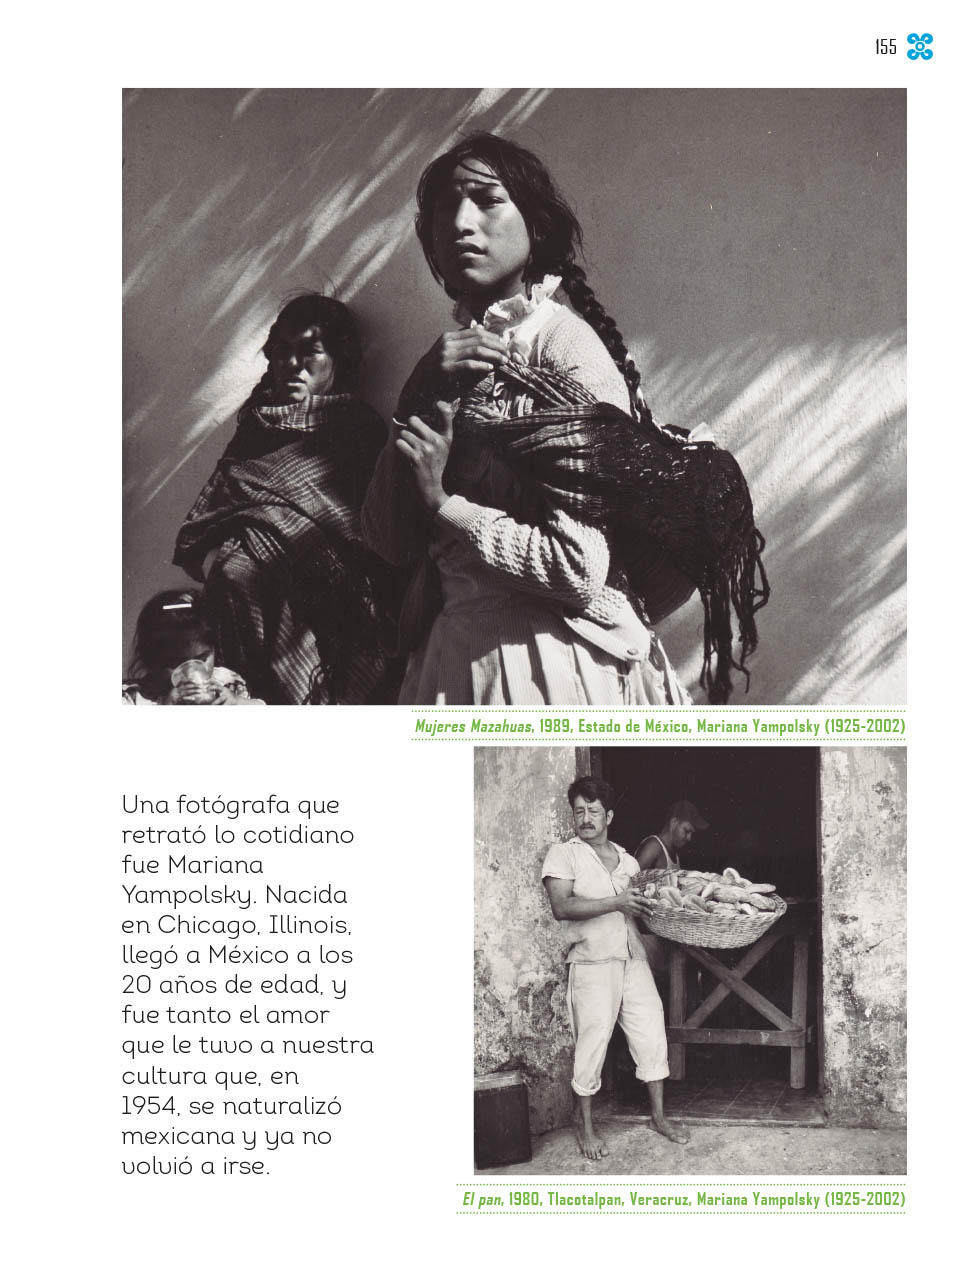 155
Mujeres Mazahuas, 1989, Estado de México, Mariana Yampolsky (1925-2002)
Una fotógrafa que
retrató lo cotidiano
fue Mariana
Yampolsky. Nacida
en Chicago, Illinois,
llegó a México a los
20 años de edad, y
fue tanto el amor
que le tuvo a nuestra
cultura que, en
1954, se naturalizó
mexicana y ya no
volvió a irse.
El pan, 1980, Tlacotalpan, Veracruz, Mariana Yampolsky (1925-2002)